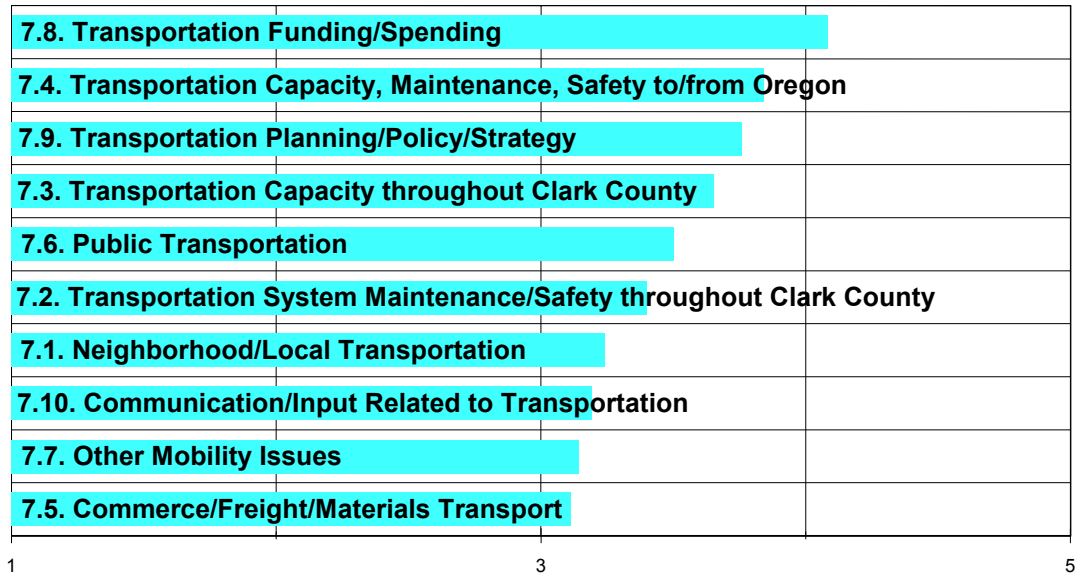 7.8. Transportation Funding/Spending
7.4. Transportation Capacity, Maintenance, Safety to/from Oregon
7.9. Transportation Planning/Policy/Strategy
7.3. Transportation Capacity throughout Clark County
7.6. Public Transportation
7.2. Transportation System Maintenance/Safety throughout Clark County
7.1. Neighborhood/Local Transportation
7.10. Communication/Input Related to Transportation
7.7. Other Mobility Issues
7.5. Commerce/Freight/Materials Transport
1 3 5